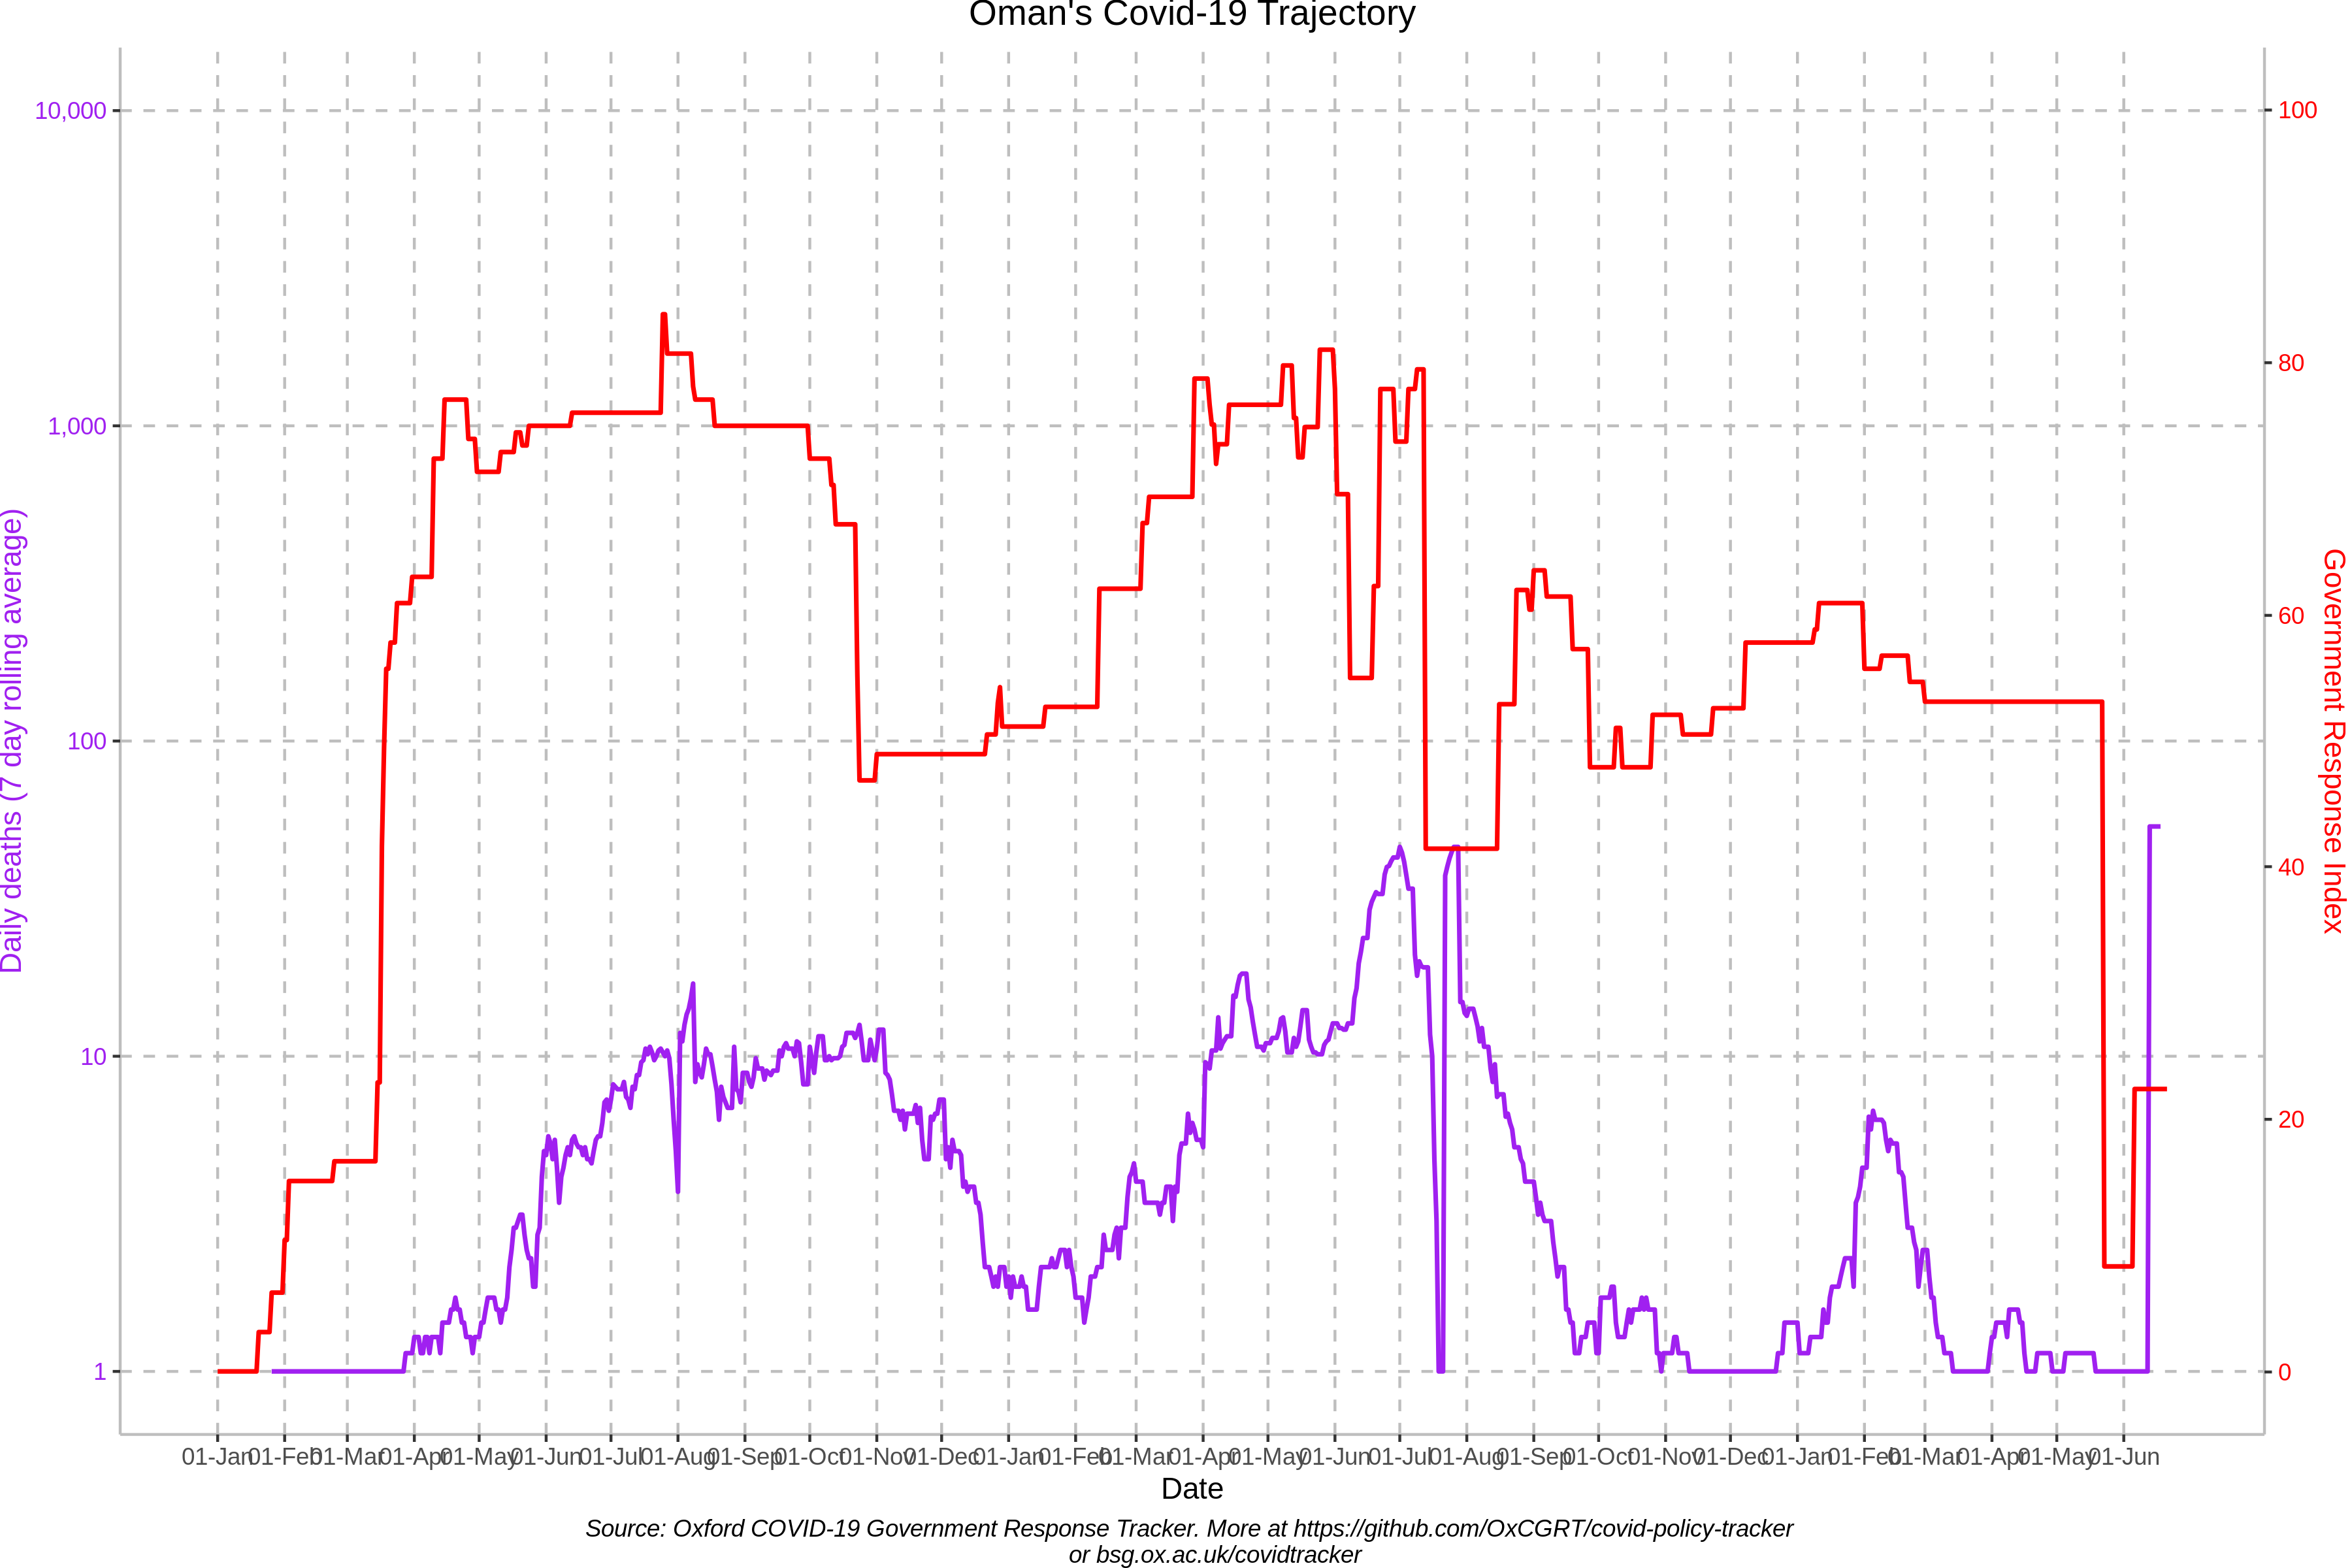 Oman's Covid-19 Trajectory
10,000
1,000
100
10
1
Daily deaths (7 day rolling average)
100
80
60
40
20
0
Government Response Index
01-Jan 01-Feb 01-Mar 01-Apr 01-May 01-Jun 01-Jul 01-Aug 01-Sep 01-Oct 01-Nov 01-Dec 01-Jan 01-Feb 01-Mar 01-Apr 01-May 01-Jun 01-Jul 01-Aug 01-Sep 01-Oct 01-Nov 01-Dec 01-Jan 01-Feb 01-Mar 01-Apr 01-May 01-Jun
Date
Source: Oxford COVID-19 Government Response Tracker. More at https://github.com/OxCGRT/covid-policy-tracker
or bsg.ox.ac.uk/covidtracker